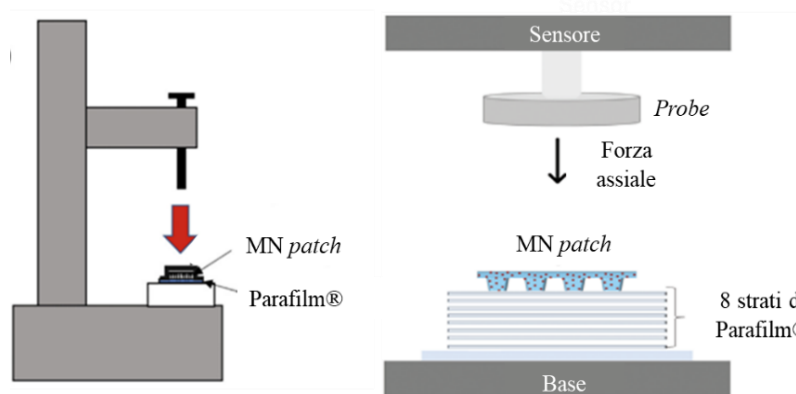 MN patch
Parafilm®
Sensore
Probe
Forza
assiale
MN patch
8 strati d
Parafilm
Base